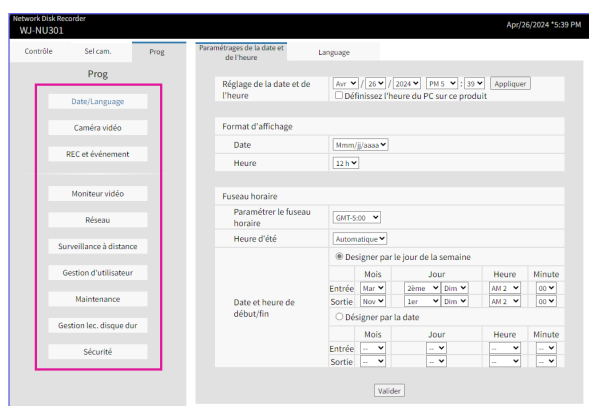 Network Disk Recorder
WJ-NU301
Apr/26/2024 *5:39 PM
Contrôle Sel cam. Prog
Paramétrages de la date et de l'heure
Language
Prog
Date/Language
Caméra vidéo
REC et événement
Moniteur vidéo
Réseau
Surveillance à distance
Gestion d'utilisateur
Maintenance
Gestion lec. disque dur
Sécurité
Réglage de la date et de l'heure
Avr / 26 / 2024 PM 5 : 39 Appliquer
Définissez l'heure du PC sur ce produit
Format d'affichage
Date Mmm/jj/aaaa
Heure 12 h
Fuseau horaire
Paramétrer le fuseau horaire
GMT-5:00
Heure d'été Automatique
Date et heure de début/fin
Designer par le jour de la semaine
Mois Jour Heure Minute
Entrée Mar 2ème Dim AM 2 00
Sortie Nov 1er Dim AM 2 00
Désigner par la date
Mois Jour Heure Minute
Entrée -- -- -- --
Sortie -- -- -- --
Valider